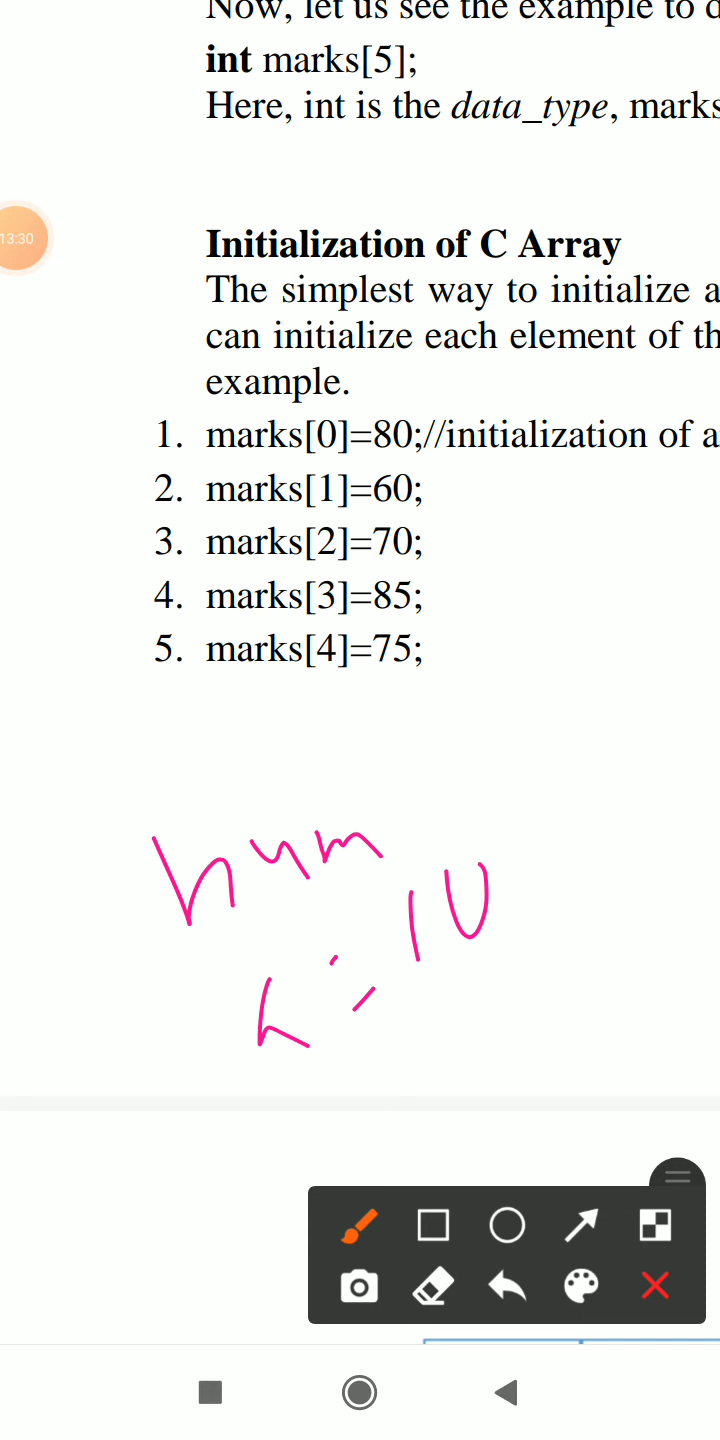 Now, let us see the example to d
int marks[5];
Here, int is the data_type, marks
13:30
Initialization of C Array
The simplest way to initialize a
can initialize each element of th
example.
1. marks[0]=80;//initialization of a
2. marks[1]=60;
3. marks[2]=70;
4. marks[3]=85;
5. marks[4]=75;
num
10